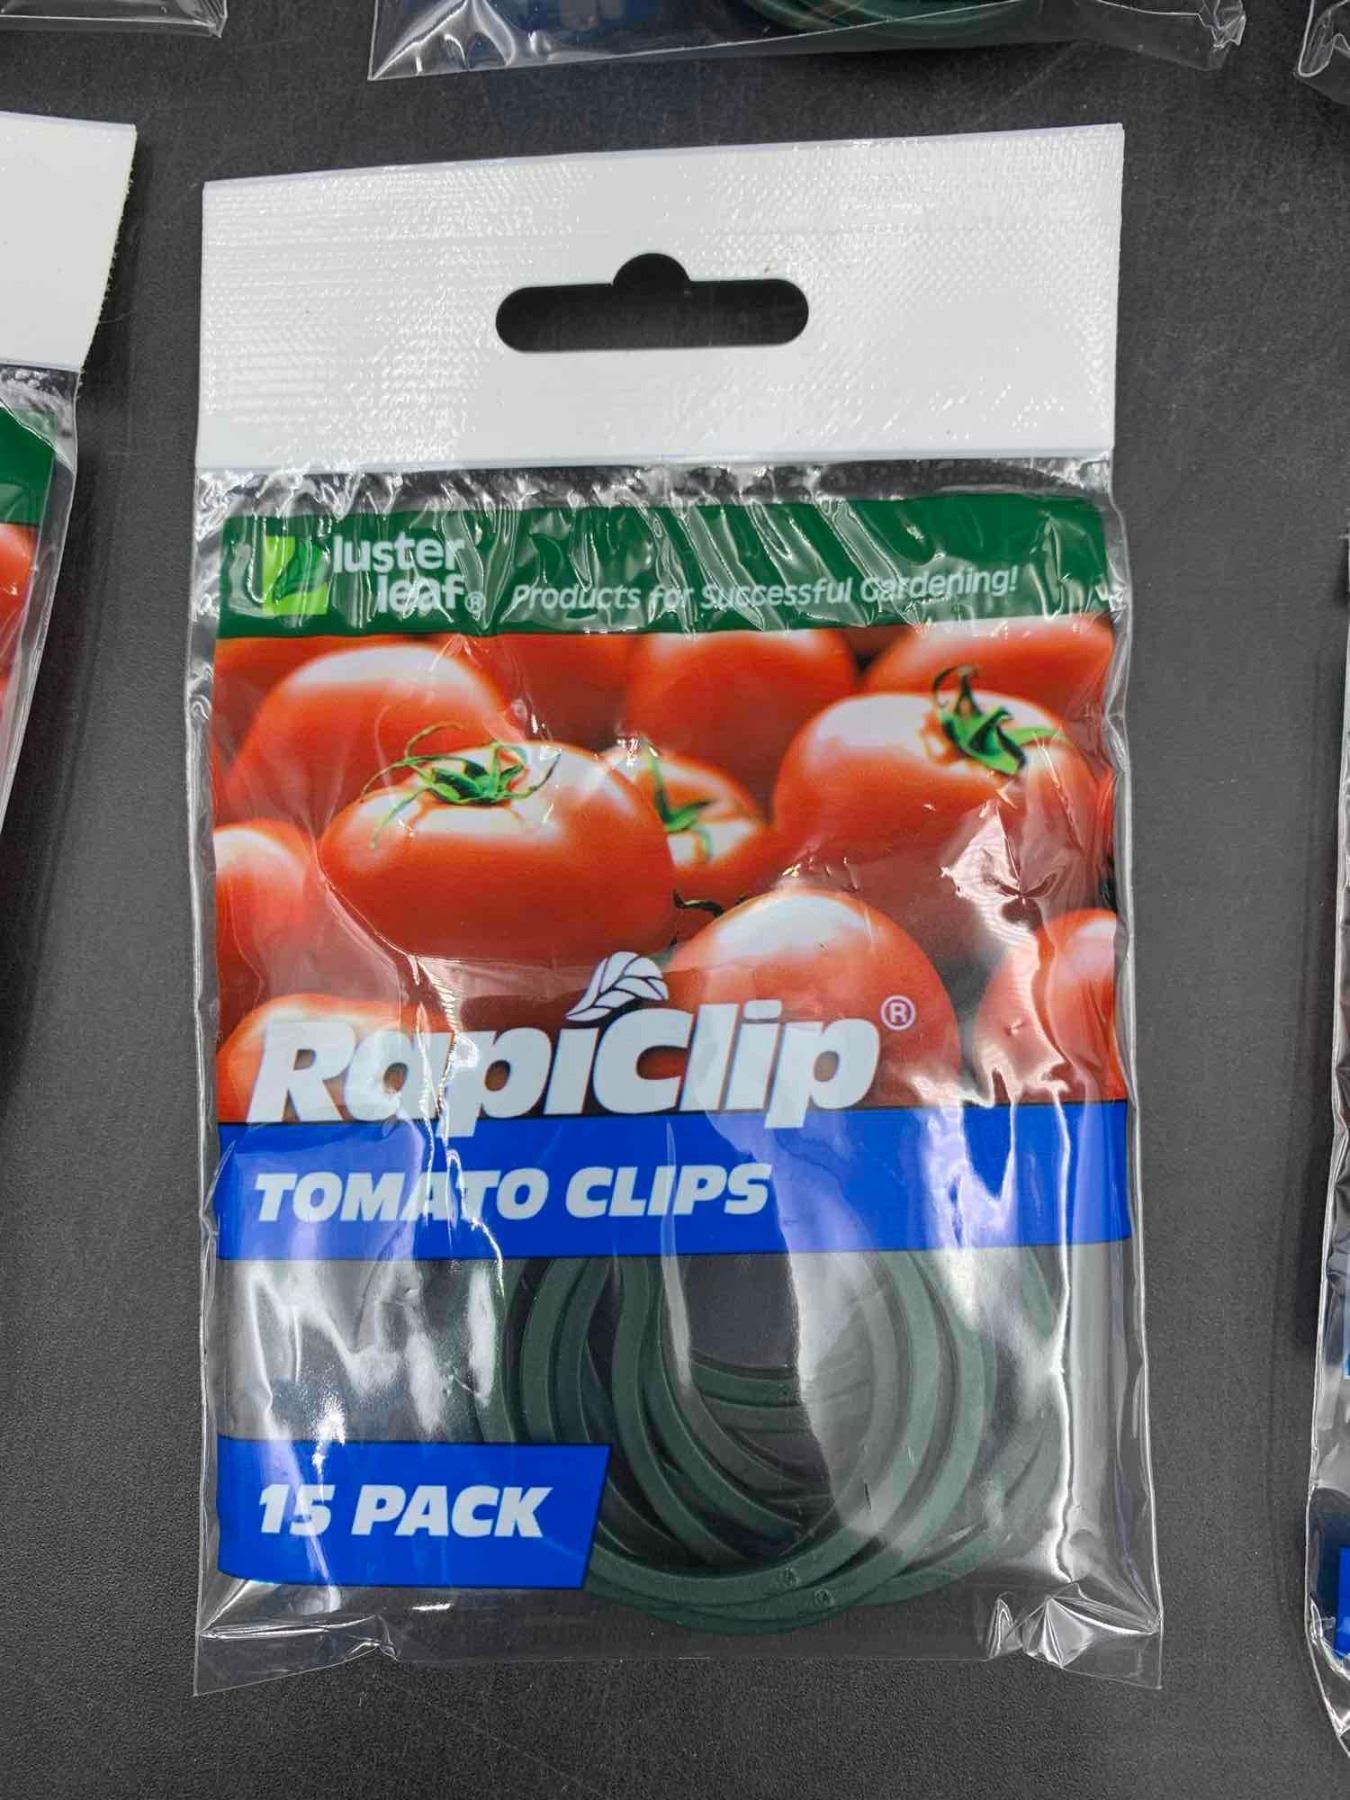 luster
leaf® Products for Successful Gardening!
RapiClip®
TOMATO CLIPS
15 PACK